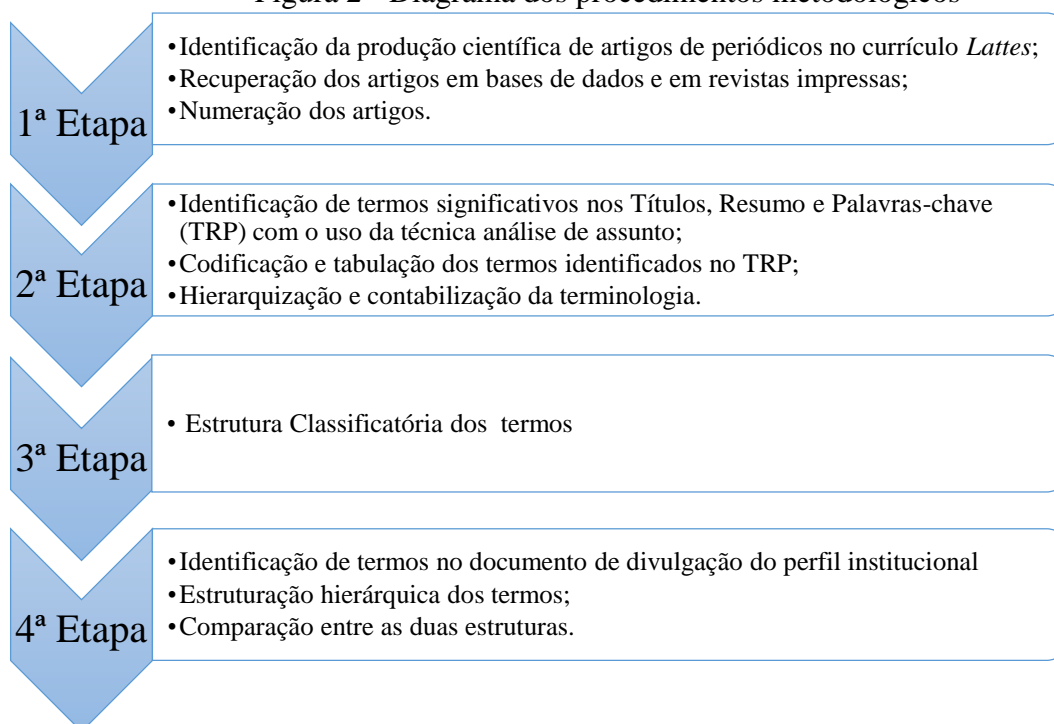 Figura 2 - Diagrama dos procedimentos metodológicos
1ª Etapa
•Identificação da produção científica de artigos de periódicos no currículo Lattes;
•Recuperação dos artigos em bases de dados e em revistas impressas;
•Numeração dos artigos.
2ª Etapa
•Identificação de termos significativos nos Títulos, Resumo e Palavras-chave
(TRP) com o uso da técnica análise de assunto;
•Codificação e tabulação dos termos identificados no TRP;
•Hierarquização e contabilização da terminologia.
3ª Etapa
• Estrutura Classificatória dos termos
4ª Etapa
•Identificação de termos no documento de divulgação do perfil institucional
•Estruturação hierárquica dos termos;
•Comparação entre as duas estruturas.